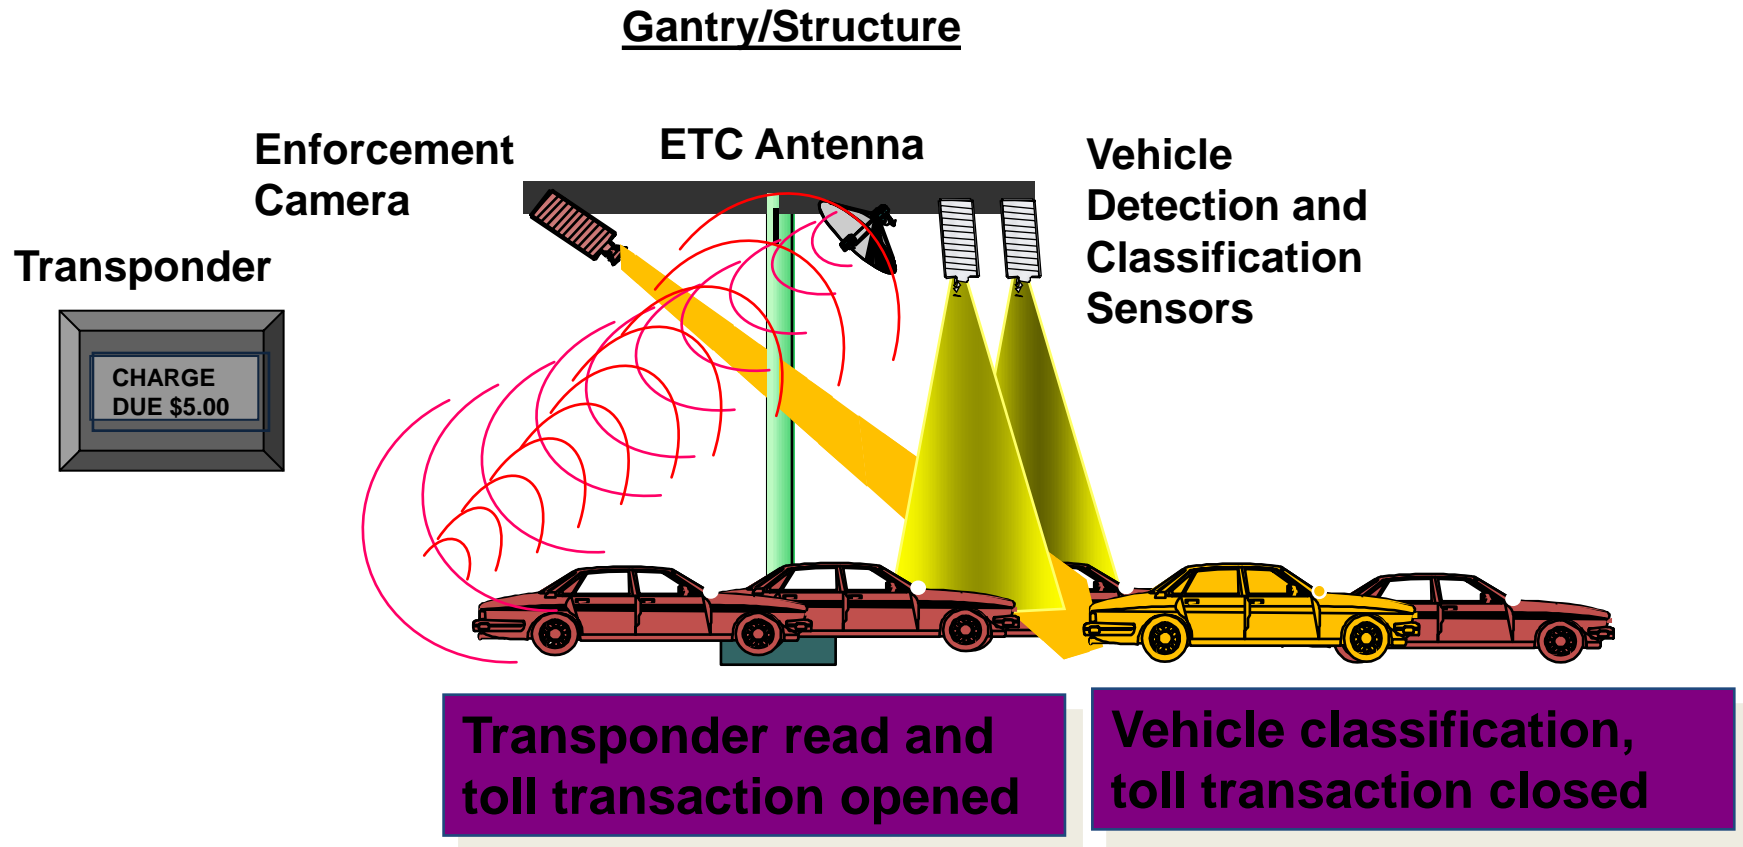 Gantry/Structure
Enforcement
Camera
ETC Antenna
Vehicle
Detection and
Classification
Sensors
Transponder
CHARGE
DUE $5.00
Transponder read and
toll transaction opened
Vehicle classification,
toll transaction closed